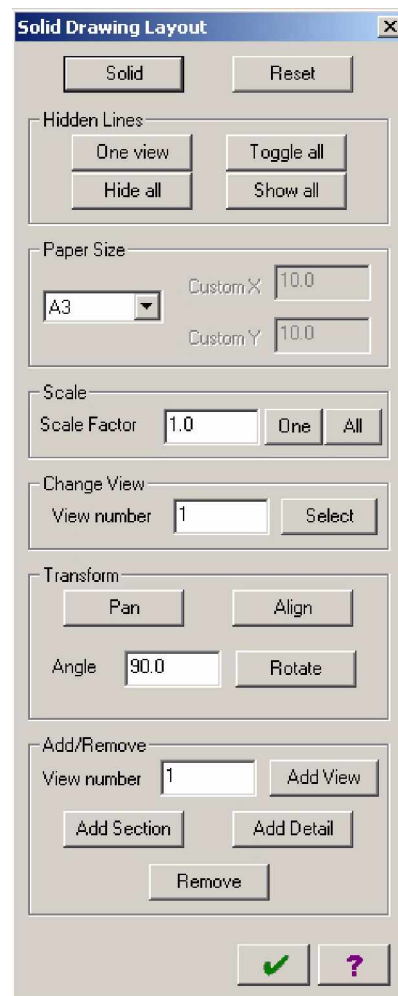 Solid Drawing Layout
Solid Reset
Hidden Lines
One view Toggle all
Hide all Show all
Paper Size
A3 Custom X 10.0
Custom Y 10.0
Scale
Scale Factor 1.0 One All
Change View
View number 1 Select
Transform
Pan Align
Angle 90.0 Rotate
Add/Remove
View number 1 Add View
Add Section Add Detail
Remove
?